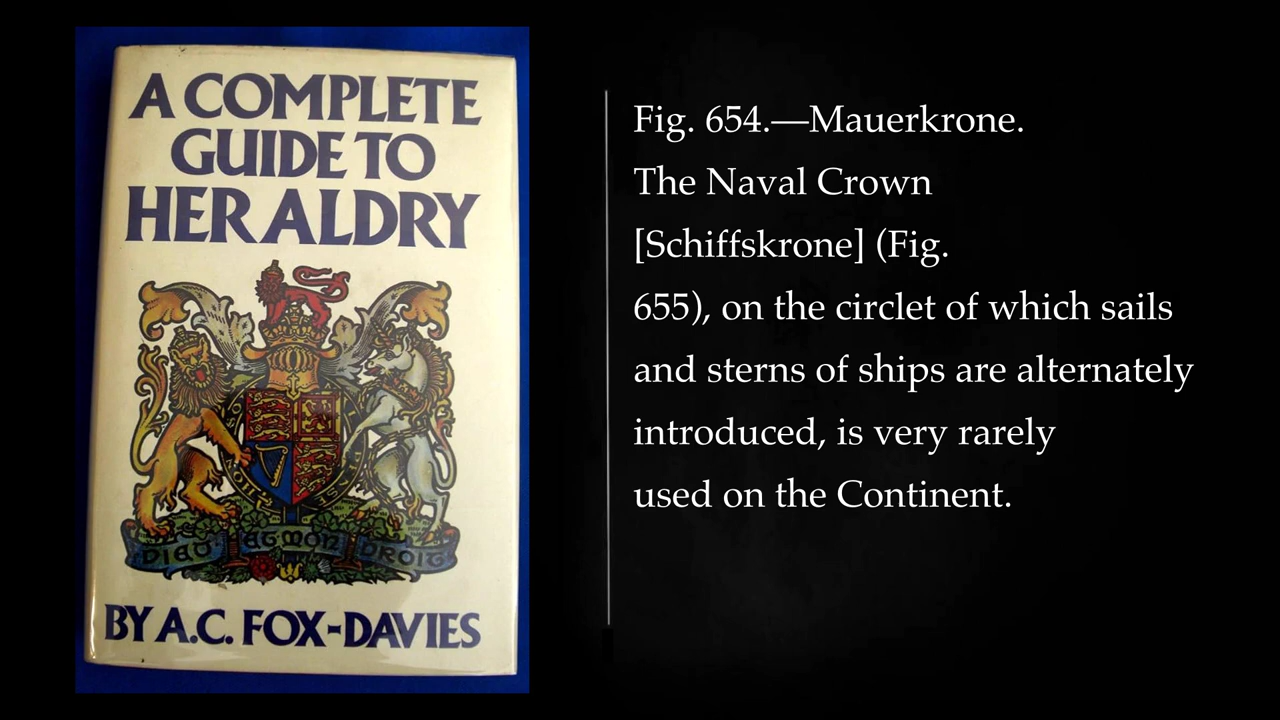 A COMPLETE
GUIDE TO
HERALDRY
DIEU ET MON DROIT
BY A.C. FOX-DAVIES
Fig. 654.—Mauerkrone.
The Naval Crown
[Schiffskrone] (Fig.
655), on the circlet of which sails
and sterns of ships are alternately
introduced, is very rarely
used on the Continent.